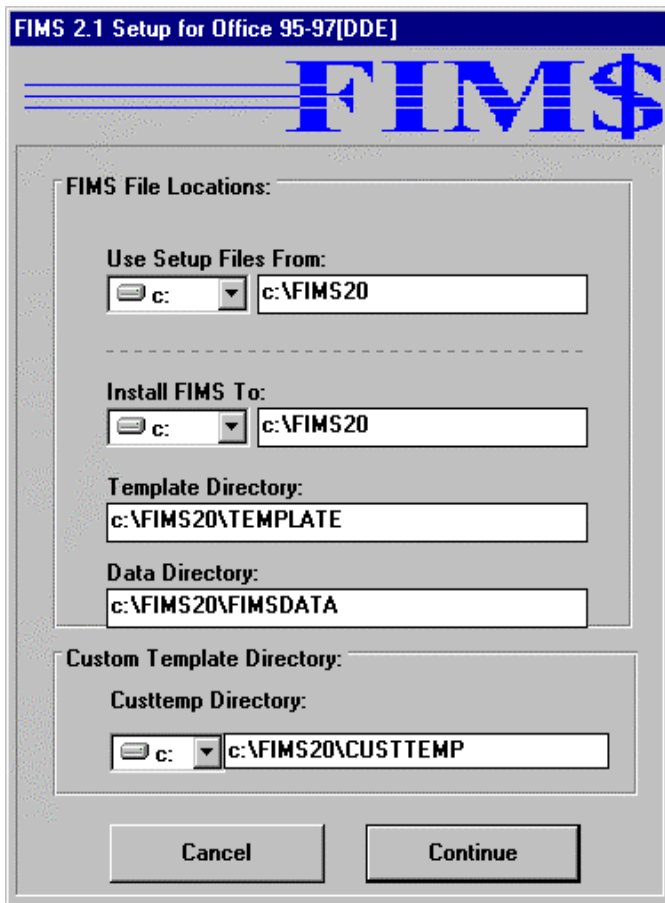 FIMS 2.1 Setup for Office 95-97[DDE]
FIM$
FIMS File Locations:
Use Setup Files From:
c: c:\FIMS20
Install FIMS To:
c: c:\FIMS20
Template Directory:
c:\FIMS20\TEMPLATE
Data Directory:
c:\FIMS20\FIMSDATA
Custom Template Directory:
Custtemp Directory:
c: c:\FIMS20\CUSTTEMP
Cancel Continue